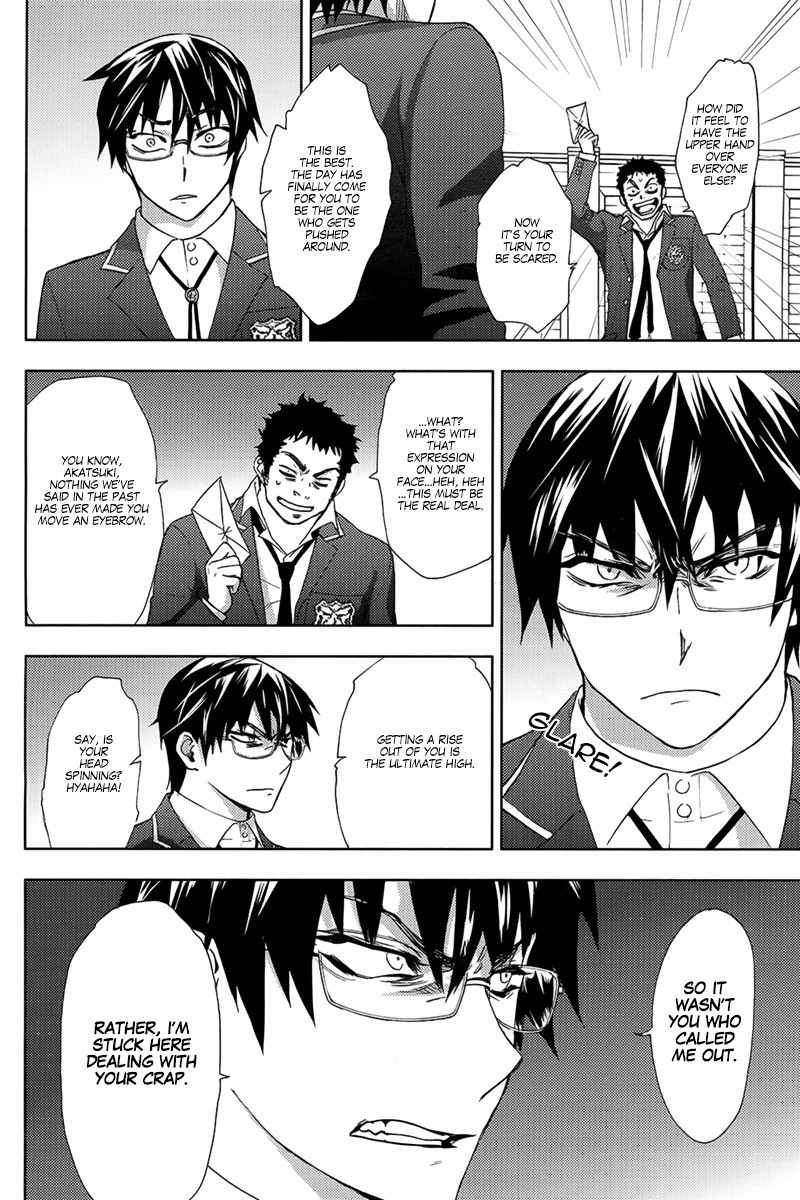 HOW DID
IT FEEL TO
HAVE THE
UPPER HAND
OVER
EVERYONE
ELSE?
NOW
IT'S YOUR
TURN TO
BE SCARED.
THIS IS
THE BEST.
THE DAY HAS
FINALLY COME
FOR YOU TO
BE THE ONE
WHO GETS
PUSHED
AROUND.
GLARE!
...WHAT?
WHAT'S WITH
THAT
EXPRESSION
ON YOUR
FACE...HEH, HEH
...THIS MUST BE
THE REAL DEAL.
YOU KNOW,
AKATSUKI,
NOTHING WE'VE
SAID IN THE PAST
HAS EVER MADE YOU
MOVE AN EYEBROW.
GETTING A RISE
OUT OF YOU IS
THE ULTIMATE HIGH.
SAY, IS
YOUR
HEAD
SPINNING?
HYAHAHA!
SO IT
WASN'T
YOU WHO
CALLED
ME OUT.
RATHER, I'M
STUCK HERE
DEALING WITH
YOUR CRAP.